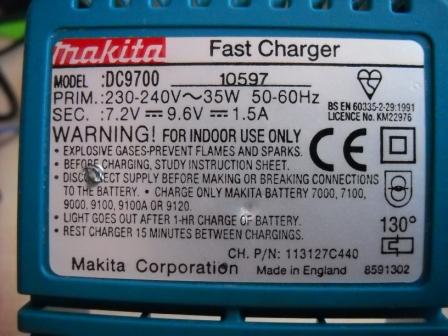 makita Fast Charger
MODEL :DC9700 10597
PRIM.:230-240V~35W 50-60Hz
SEC. :7.2V⎓9.6V⎓1.5A
BS EN 60335-2-29:1991
LICENCE No. KM22976
WARNING! FOR INDOOR USE ONLY
• EXPLOSIVE GASES-PREVENT FLAMES AND SPARKS.
• BEFORE CHARGING, STUDY INSTRUCTION SHEET.
• DISCONNECT SUPPLY BEFORE MAKING OR BREAKING CONNECTIONS
TO THE BATTERY. • CHARGE ONLY MAKITA BATTERY 7000, 7100,
9000, 9100, 9100A OR 9120.
• LIGHT GOES OUT AFTER 1-HR CHARGE OF BATTERY.
• REST CHARGER 15 MINUTES BETWEEN CHARGINGS.
CE
130°
CH. P/N: 113127C440
Makita Corporation Made in England 8591302